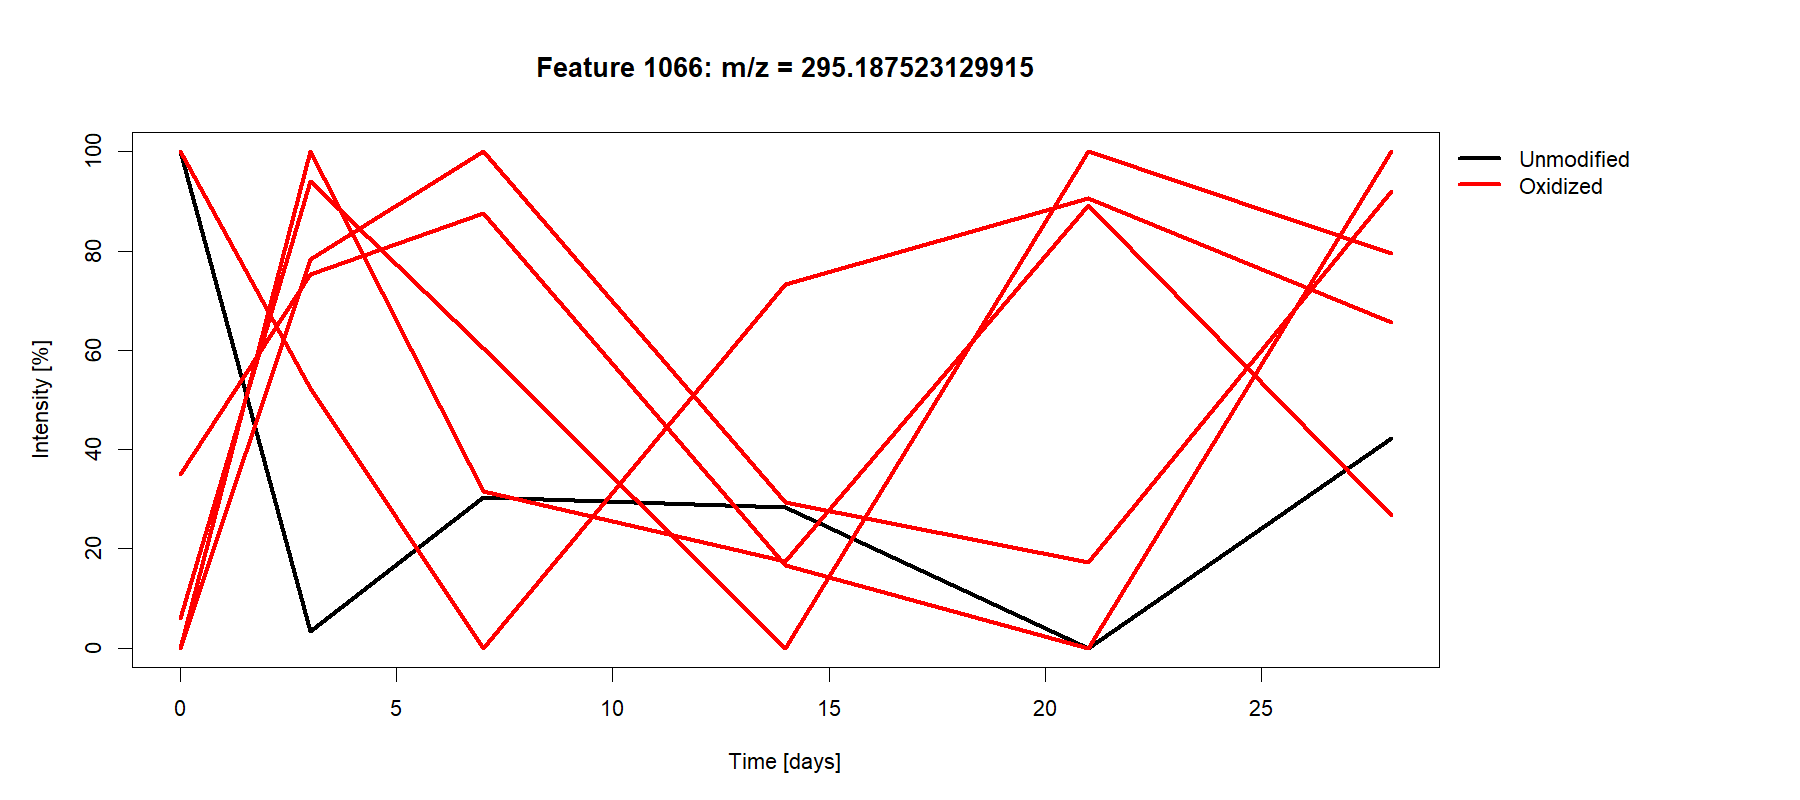 Feature 1066: m/z = 295.187523129915
Unmodified
Oxidized
Intensity [%]
100
80
60
40
20
0
0 5 10 15 20 25
Time [days]